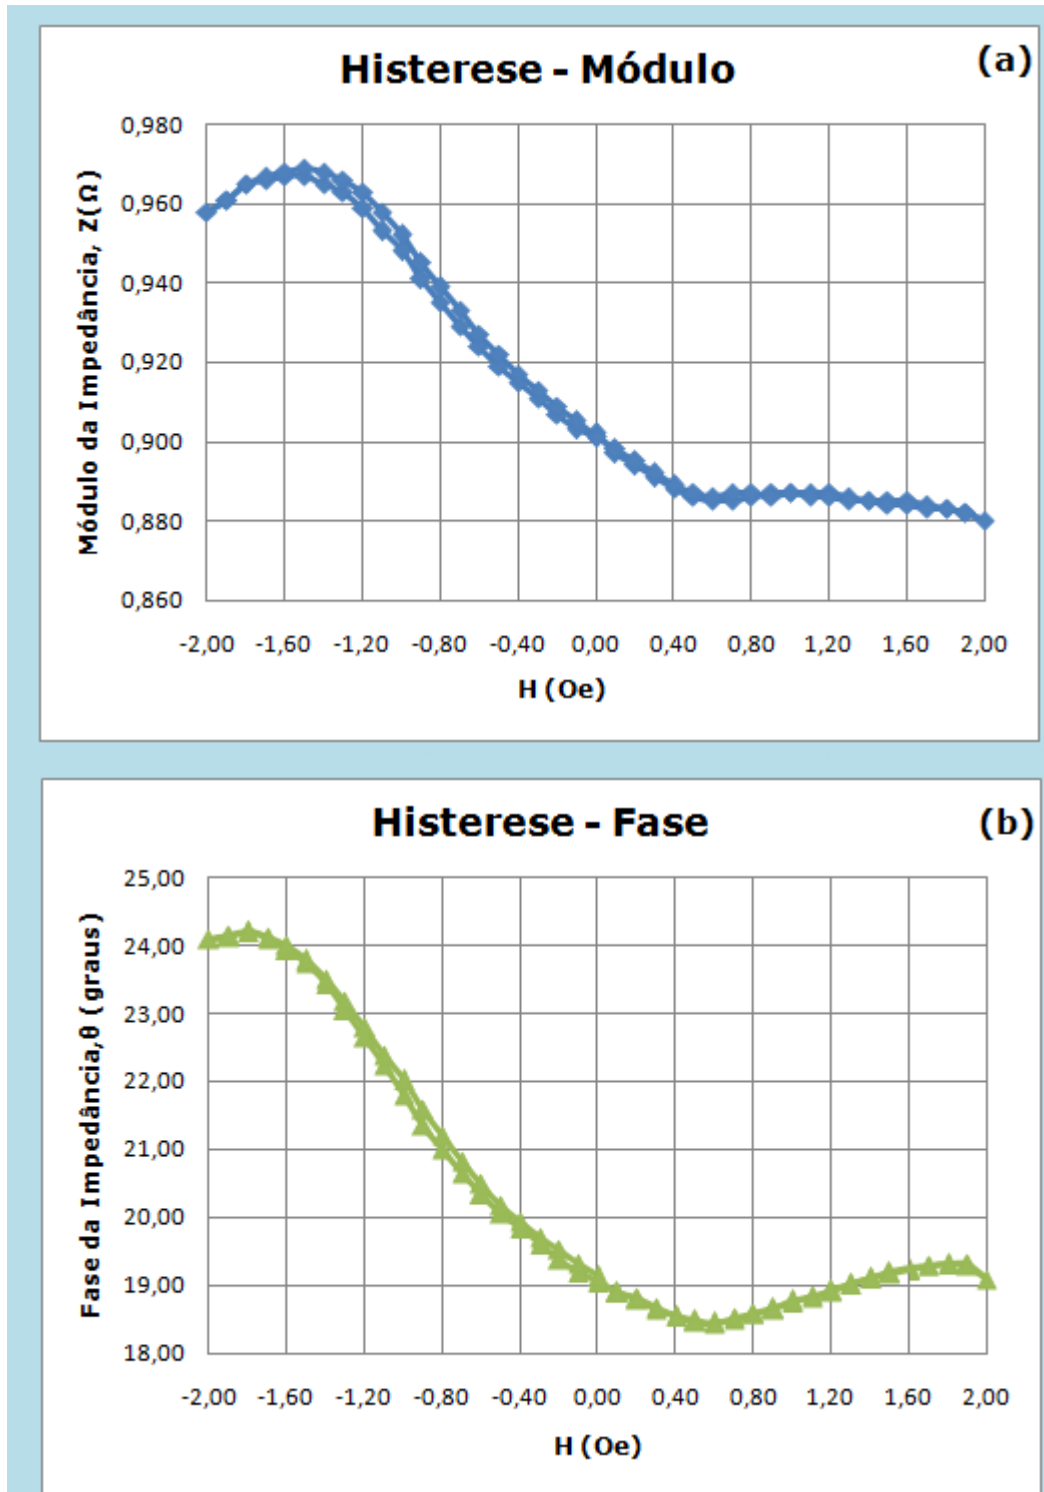 Histerese - Módulo
(a)
Módulo da Impedância, Z(Ω)
0,980
0,960
0,940
0,920
0,900
0,880
0,860
-2,00 -1,60 -1,20 -0,80 -0,40 0,00 0,40 0,80 1,20 1,60 2,00
H (Oe)
Histerese - Fase
(b)
Fase da Impedância,θ (graus)
25,00
24,00
23,00
22,00
21,00
20,00
19,00
18,00
-2,00 -1,60 -1,20 -0,80 -0,40 0,00 0,40 0,80 1,20 1,60 2,00
H (Oe)